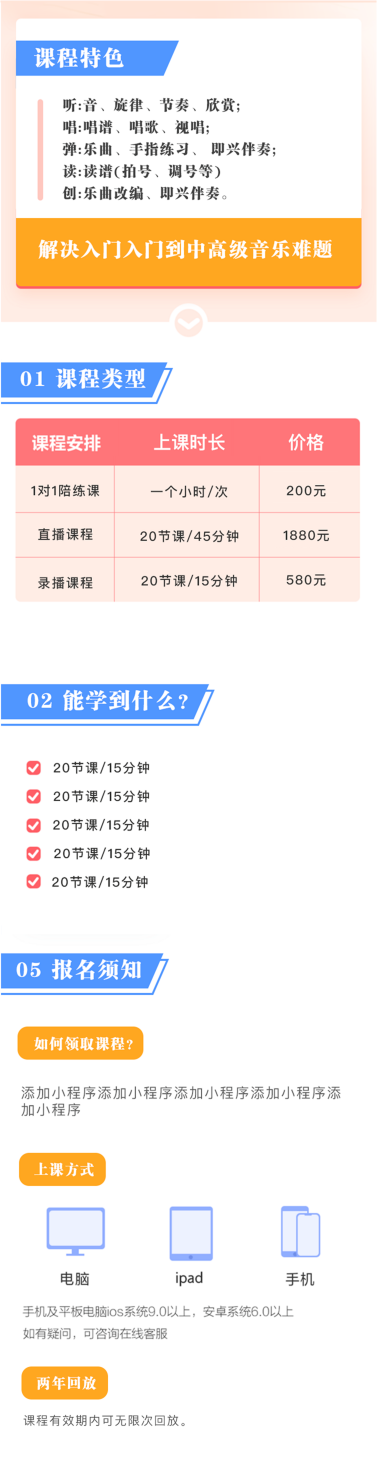 课程特色
听:音、旋律、节奏、欣赏;
唱:唱谱、唱歌、视唱;
弹:乐曲、手指练习、 即兴伴奏;
读:读谱(拍号、调号等)
创:乐曲改编、即兴伴奏。
解决入门入门到中高级音乐难题
01 课程类型
课程安排 上课时长 价格
1对1陪练课 一个小时/次 200元
直播课程 20节课/45分钟 1880元
录播课程 20节课/15分钟 580元
02 能学到什么?
20节课/15分钟
20节课/15分钟
20节课/15分钟
20节课/15分钟
20节课/15分钟
05 报名须知
如何领取课程?
添加小程序添加小程序添加小程序添加小程序添
加小程序
上课方式
电脑 ipad 手机
手机及平板电脑ios系统9.0以上，安卓系统6.0以上
如有疑问，可咨询在线客服
两年回放
课程有效期内可无限次回放。